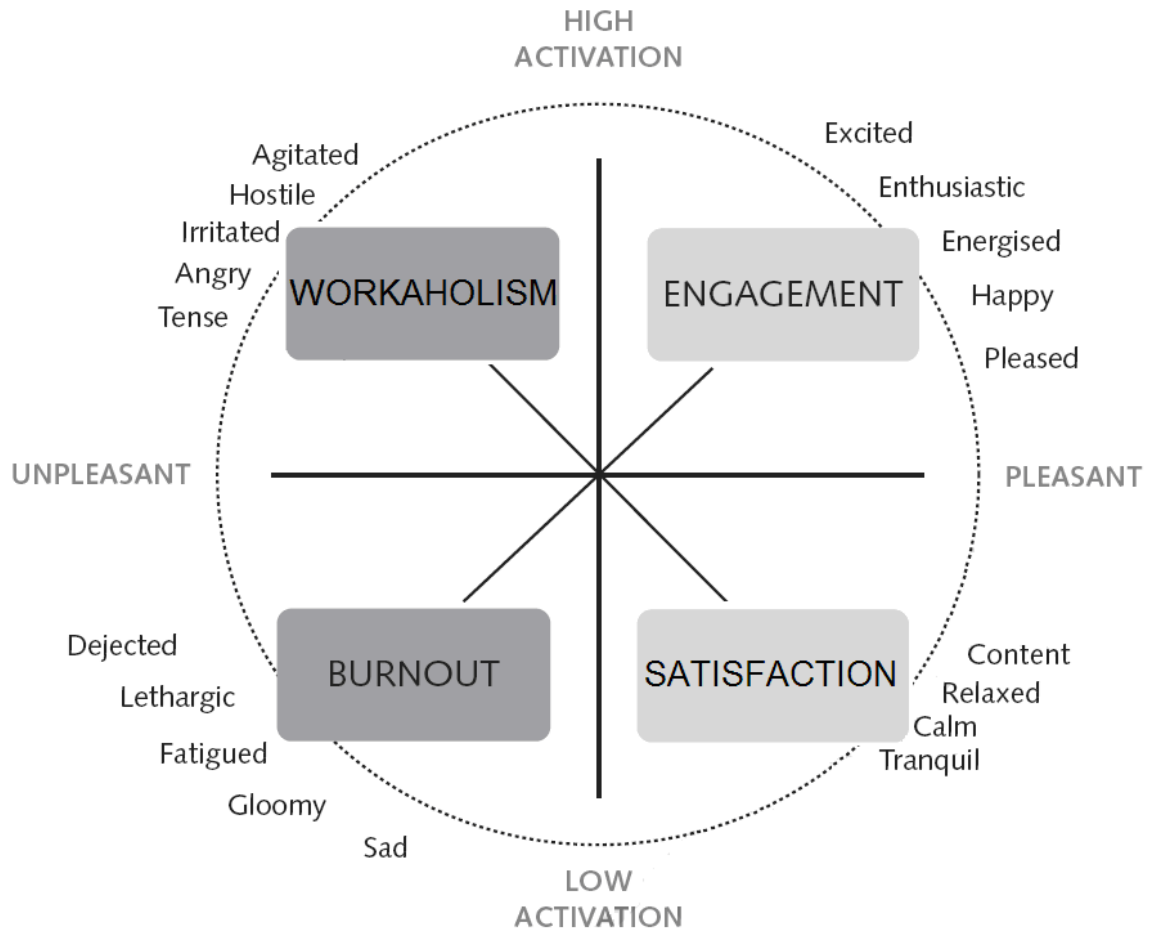 HIGH
ACTIVATION
Excited
Agitated
Enthusiastic
Hostile
Irritated
Energised
Angry
WORKAHOLISM
ENGAGEMENT
Happy
Tense
Pleased
UNPLEASANT
PLEASANT
Dejected
Content
BURNOUT
SATISFACTION
Lethargic
Relaxed
Calm
Fatigued
Tranquil
Gloomy
Sad
LOW
ACTIVATION